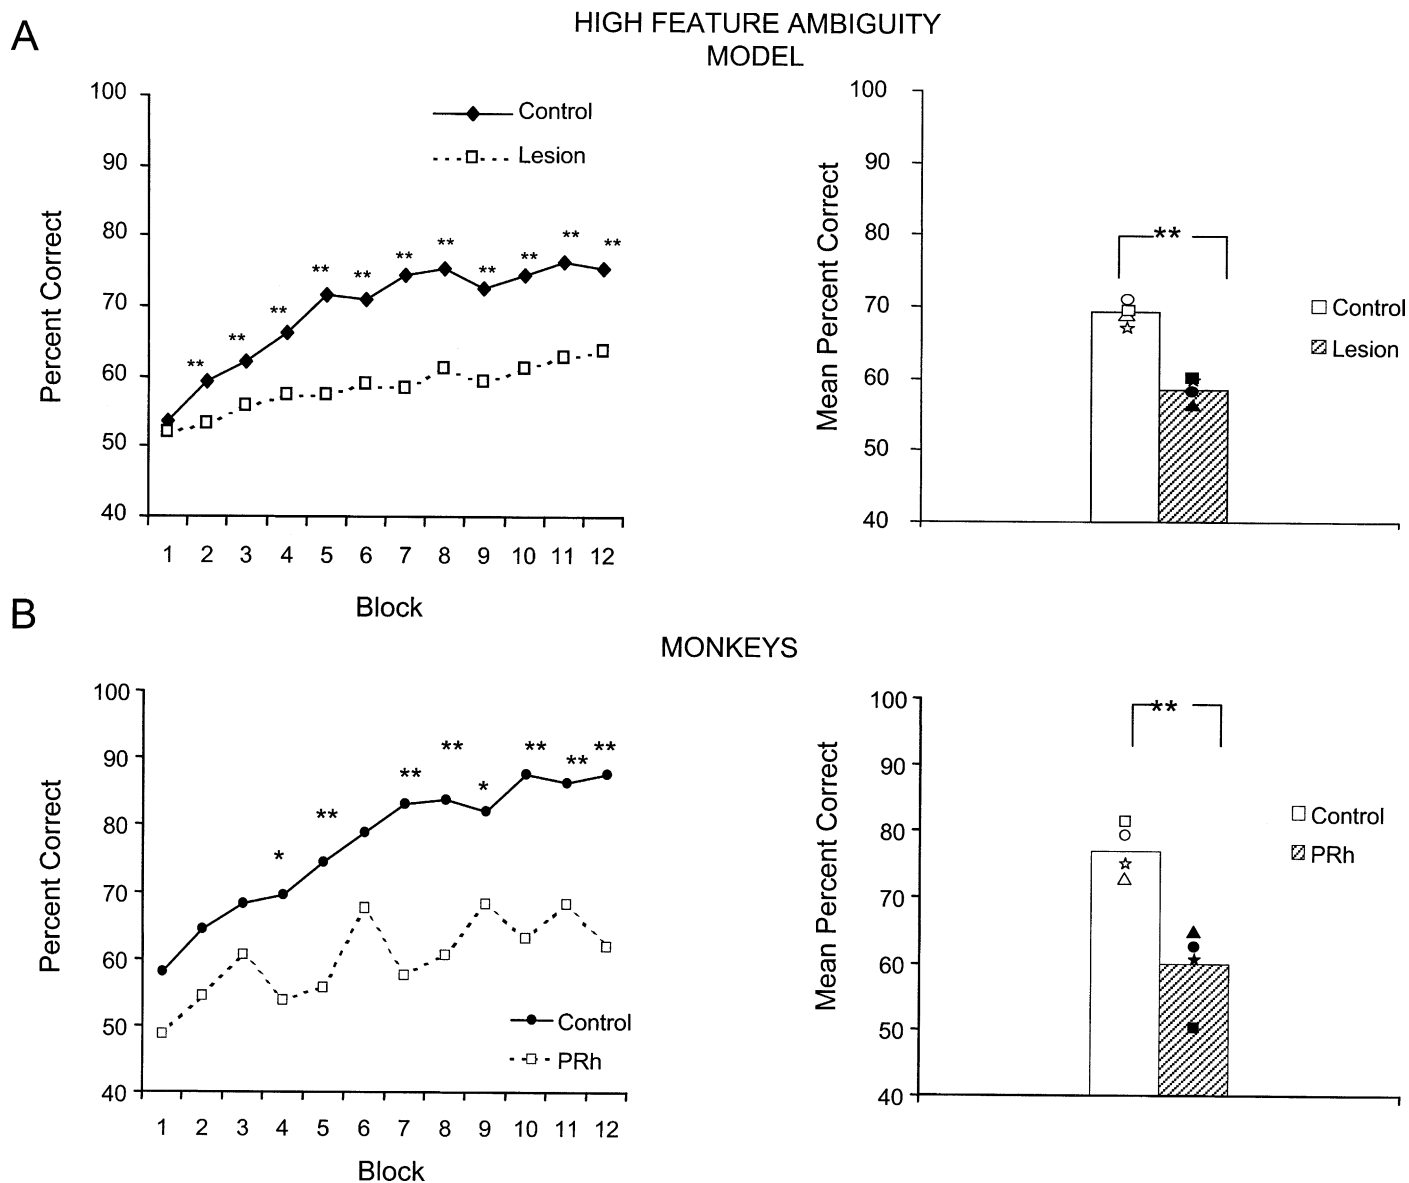 A
HIGH FEATURE AMBIGUITY
MODEL
100
90
80
70
60
50
40
Percent Correct
Control
Lesion
**
**
**
**
**
**
**
**
**
**
**
1 2 3 4 5 6 7 8 9 10 11 12
Block
100
90
80
70
60
50
40
Mean Percent Correct
**
Control
Lesion
B
MONKEYS
100
90
80
70
60
50
40
Percent Correct
*
**
**
**
*
**
**
**
Control
PRh
1 2 3 4 5 6 7 8 9 10 11 12
Block
100
90
80
70
60
50
40
Mean Percent Correct
**
Control
PRh